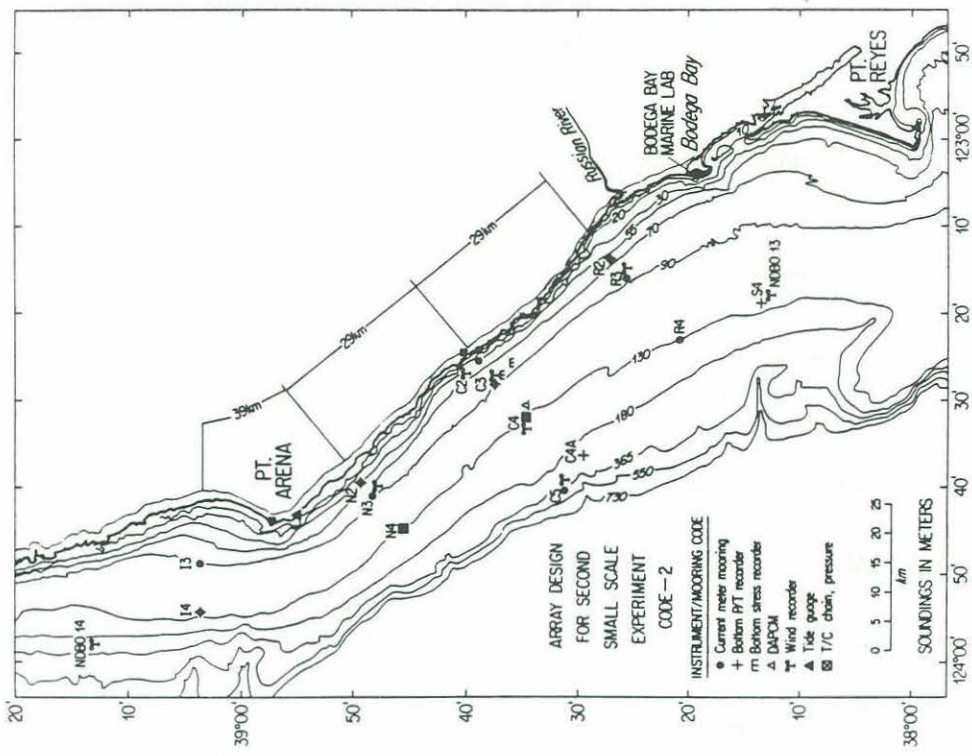 20'
39°00'
50'
40'
30'
20'
10'
38°00'
50'
123°00'
10'
20'
30'
40'
50'
124°00'
PT. ARENA
39km
29km
29km
Russian River
BODEGA BAY
MARINE LAB
Bodega Bay
PT.
REYES
NDBO 14
I4
I3
N2
N3
N4
C2
C3
m
C4
C4A
C5
R2
R3
R4
S4
NDBO 13
10
20
30
55
70
90
130
180
365
550
730
ARRAY DESIGN
FOR SECOND
SMALL SCALE
EXPERIMENT
CODE-2
INSTRUMENT/MOORING CODE
Current meter mooring
+ Bottom P/T recorder
m Bottom stress recorder
△ DAPCM
Wind recorder
▲ Tide guage
T/C chain, pressure
0 5 10 15 20 25
km
SOUNDINGS IN METERS